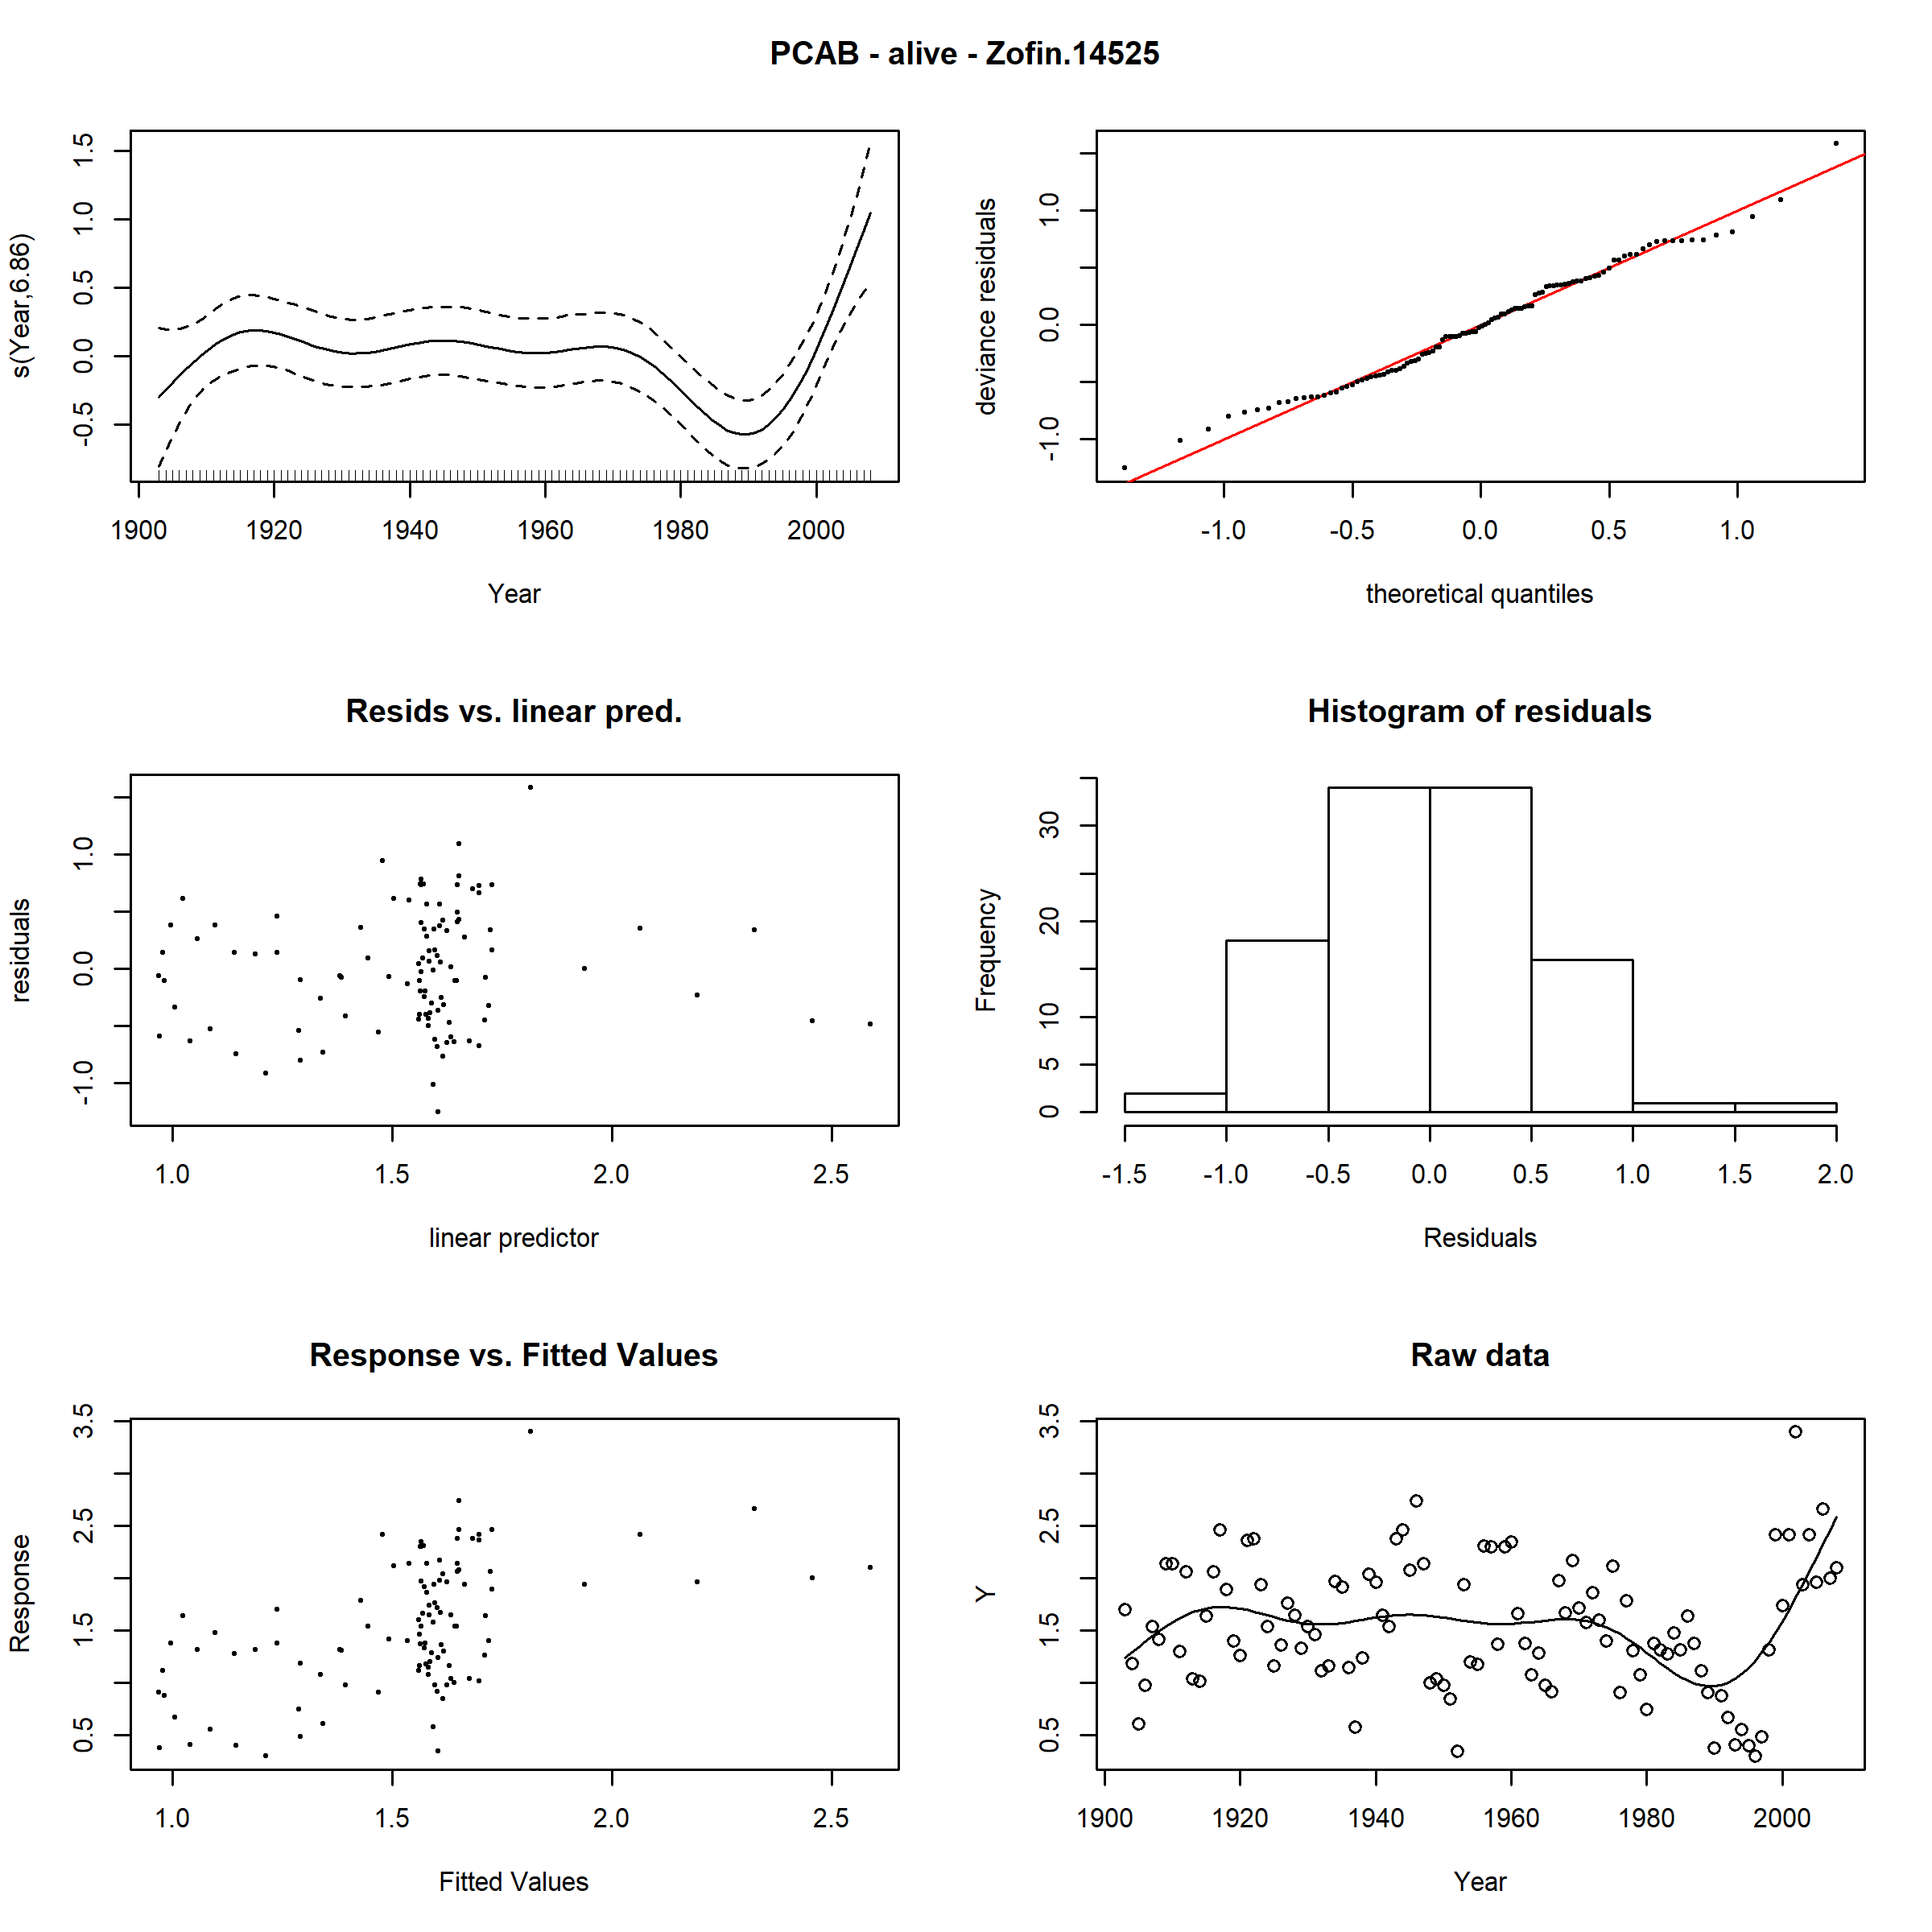 PCAB - alive - Zofin.14525
s(Year,6.86)
-0.5 0.0 0.5 1.0 1.5
1900 1920 1940 1960 1980 2000
Year
deviance residuals
-1.0 0.0 1.0
-1.0 -0.5 0.0 0.5 1.0
theoretical quantiles
Resids vs. linear pred.
residuals
-1.0 0.0 1.0
1.0 1.5 2.0 2.5
linear predictor
Histogram of residuals
Frequency
0 5 10 20 30
-1.5 -1.0 -0.5 0.0 0.5 1.0 1.5 2.0
Residuals
Response vs. Fitted Values
Response
0.5 1.5 2.5 3.5
1.0 1.5 2.0 2.5
Fitted Values
Raw data
Y
0.5 1.5 2.5 3.5
1900 1920 1940 1960 1980 2000
Year